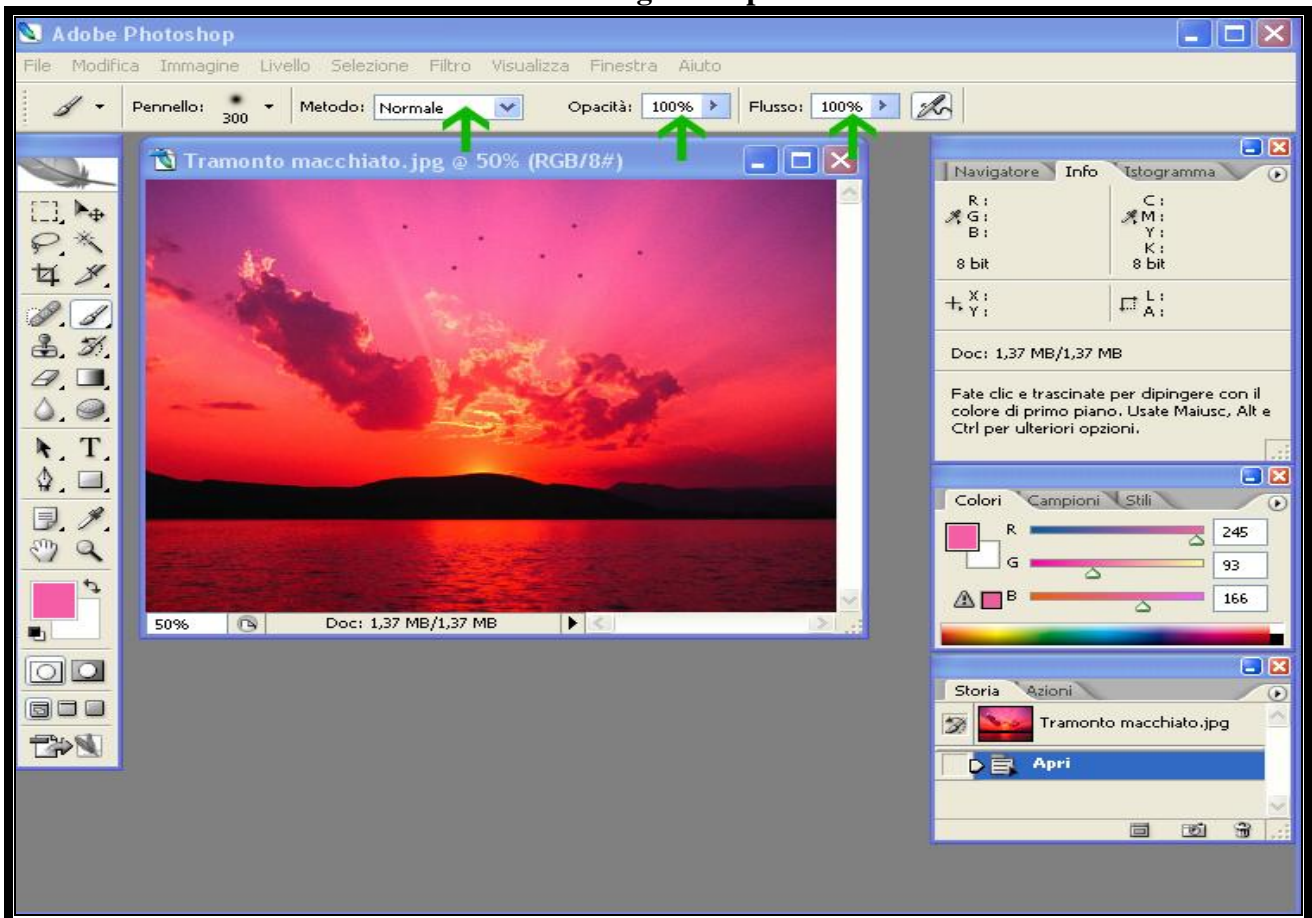 Adobe Photoshop
File Modifica Immagine Livello Selezione Filtro Visualizza Finestra Aiuto
Pennello: 300 Metodo: Normale Opacità: 100% Flusso: 100%
Tramonto macchiato.jpg @ 50% (RGB/8#)
50% Doc: 1,37 MB/1,37 MB
Navigatore Info Istogramma
R: C:
G: M:
B: Y:
K:
8 bit 8 bit
X: L:
Y: A:
Doc: 1,37 MB/1,37 MB
Fate clic e trascinate per dipingere con il
colore di primo piano. Usate Maiusc, Alt e
Ctrl per ulteriori opzioni.
Colori Campioni Stili
R 245
G 93
B 166
Storia Azioni
Tramonto macchiato.jpg
Apri